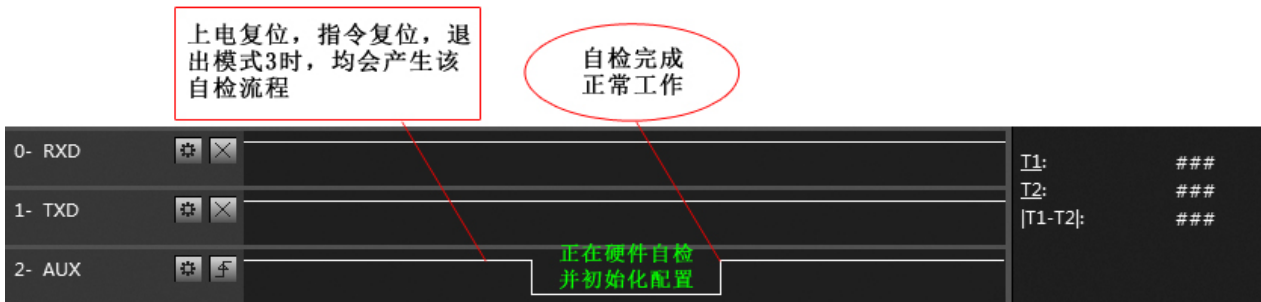 上电复位，指令复位，退
出模式3时，均会产生该
自检流程
自检完成
正常工作
0- RXD
1- TXD
2- AUX
正在硬件自检
并初始化配置
T1: ###
T2: ###
|T1-T2|: ###